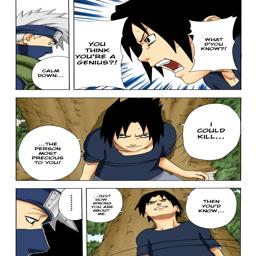 WHAT
D'YOU
KNOW?!
YOU
THINK
YOU'RE A
GENIUS?!
CALM
DOWN...
I
COULD
KILL...
...THE
PERSON
MOST
PRECIOUS
TO YOU!
THEN
YOU'D
KNOW...
...JUST
HOW
WRONG
YOU ARE
ABOUT
ME.
.........